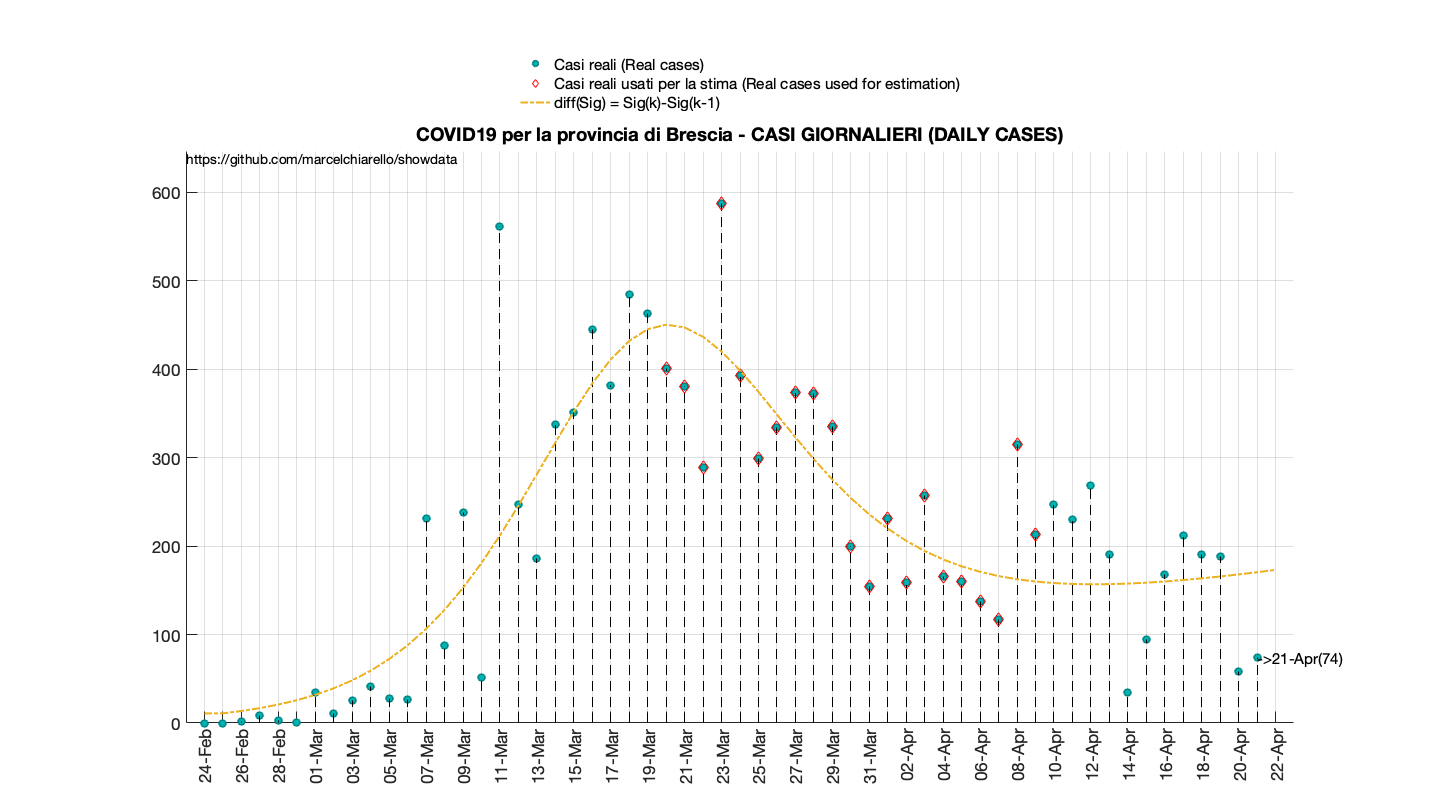 Casi reali (Real cases)
Casi reali usati per la stima (Real cases used for estimation)
diff(Sig) = Sig(k)-Sig(k-1)
COVID19 per la provincia di Brescia - CASI GIORNALIERI (DAILY CASES)
https://github.com/marcelchiarello/showdata
600
500
400
300
200
100
0
->21-Apr(74)
24-Feb
26-Feb
28-Feb
01-Mar
03-Mar
05-Mar
07-Mar
09-Mar
11-Mar
13-Mar
15-Mar
17-Mar
19-Mar
21-Mar
23-Mar
25-Mar
27-Mar
29-Mar
31-Mar
02-Apr
04-Apr
06-Apr
08-Apr
10-Apr
12-Apr
14-Apr
16-Apr
18-Apr
20-Apr
22-Apr